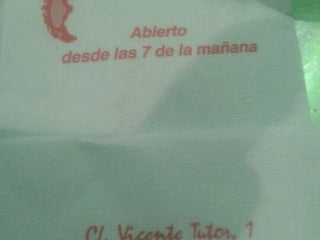 Abierto
desde las 7 de la mañana
C/. Vicente Tutor, 1